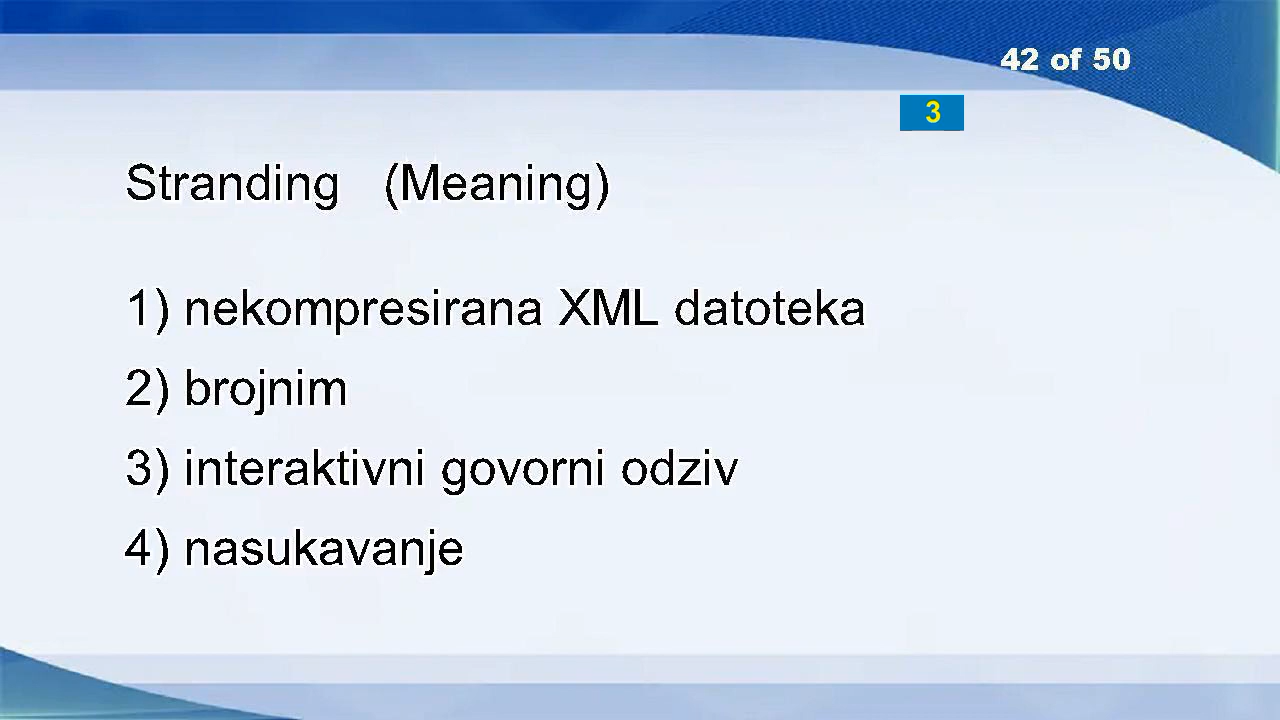 42 of 50
3
Stranding (Meaning)
1) nekompresirana XML datoteka
2) brojnim
3) interaktivni govorni odziv
4) nasukavanje